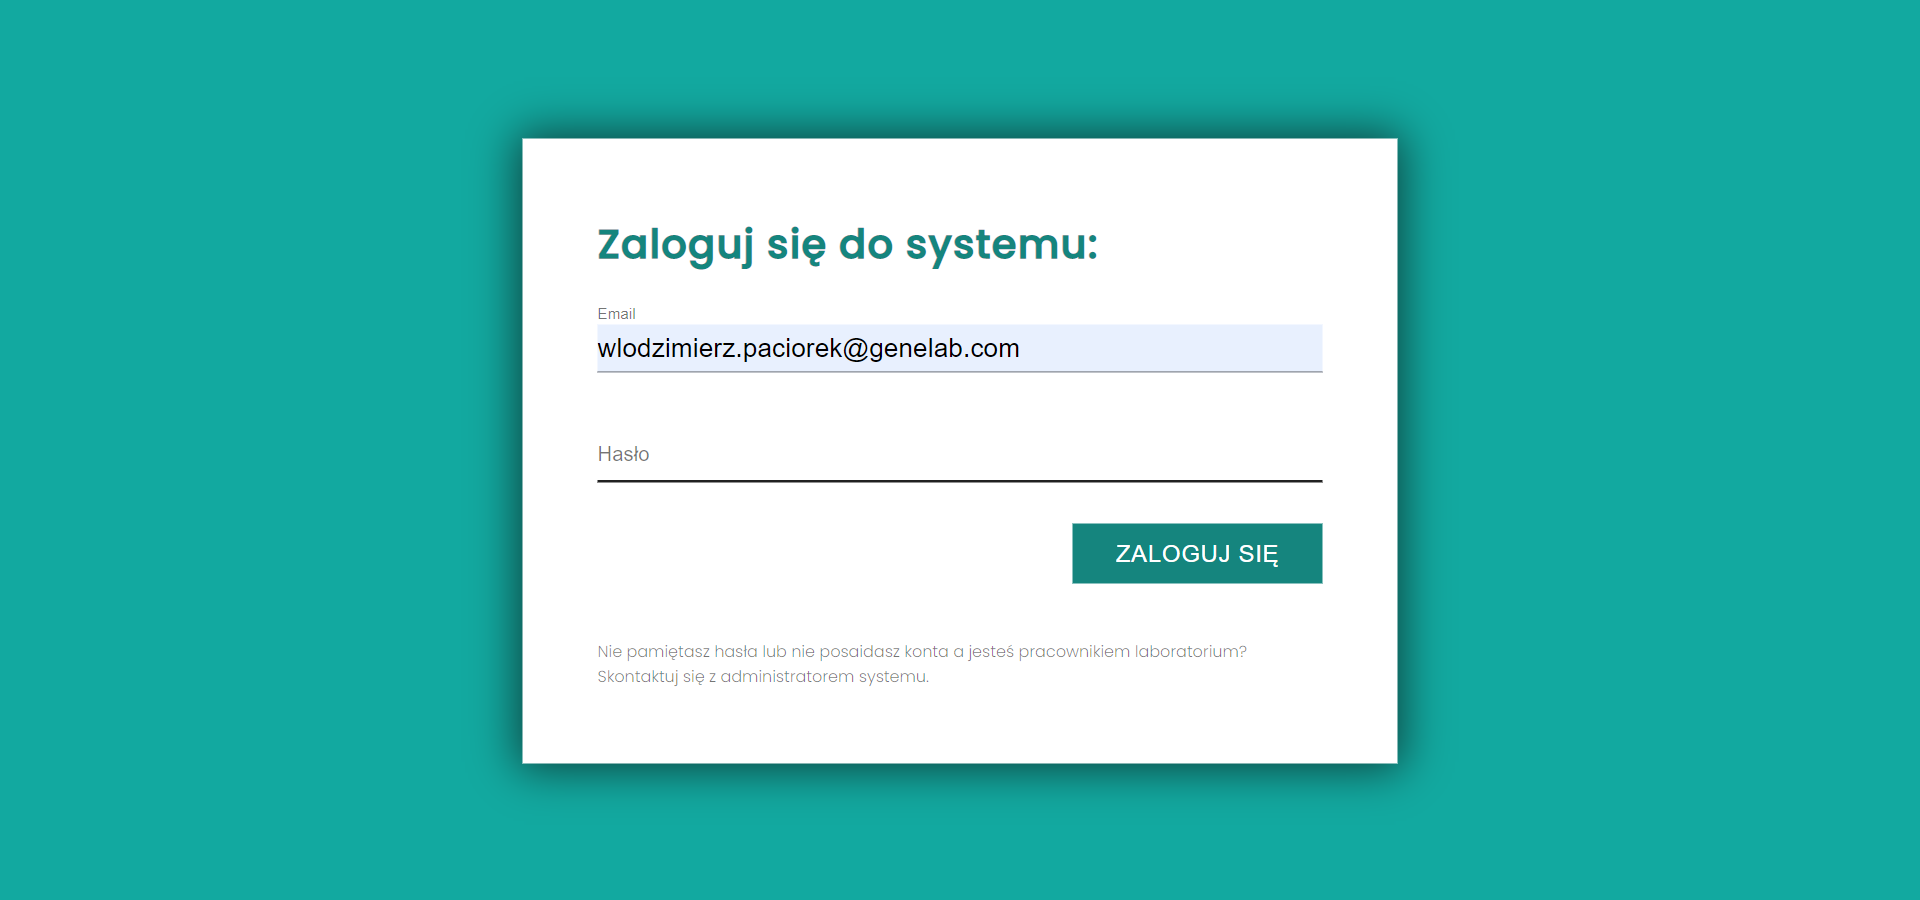 Zaloguj się do systemu:
Email
wlodzimierz.paciorek@genelab.com
Hasło
ZALOGUJ SIĘ
Nie pamiętasz hasła lub nie posaidasz konta a jesteś pracownikiem laboratorium?
Skontaktuj się z administratorem systemu.